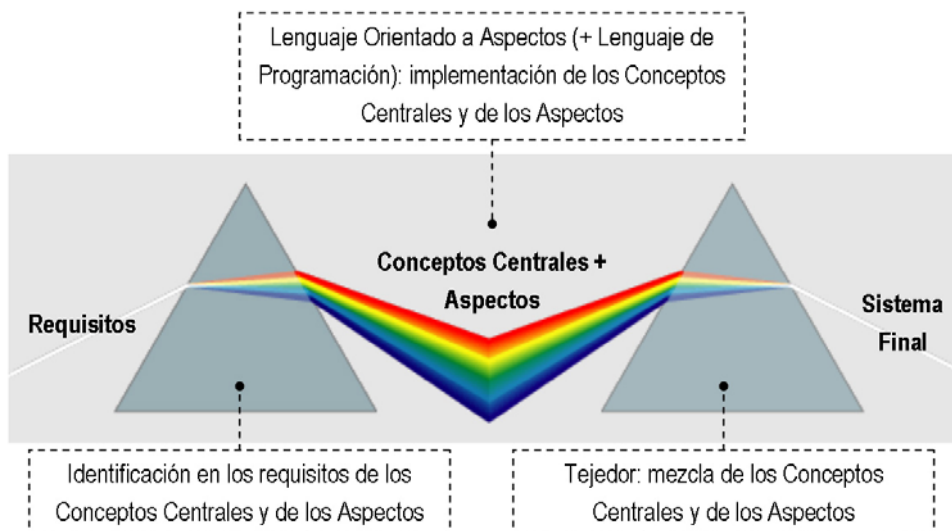 Lenguaje Orientado a Aspectos (+ Lenguaje de
Programación): implementación de los Conceptos
Centrales y de los Aspectos
Conceptos Centrales +
Aspectos
Requisitos
Sistema
Final
Identificación en los requisitos de los
Conceptos Centrales y de los Aspectos
Tejedor: mezcla de los Conceptos
Centrales y de los Aspectos